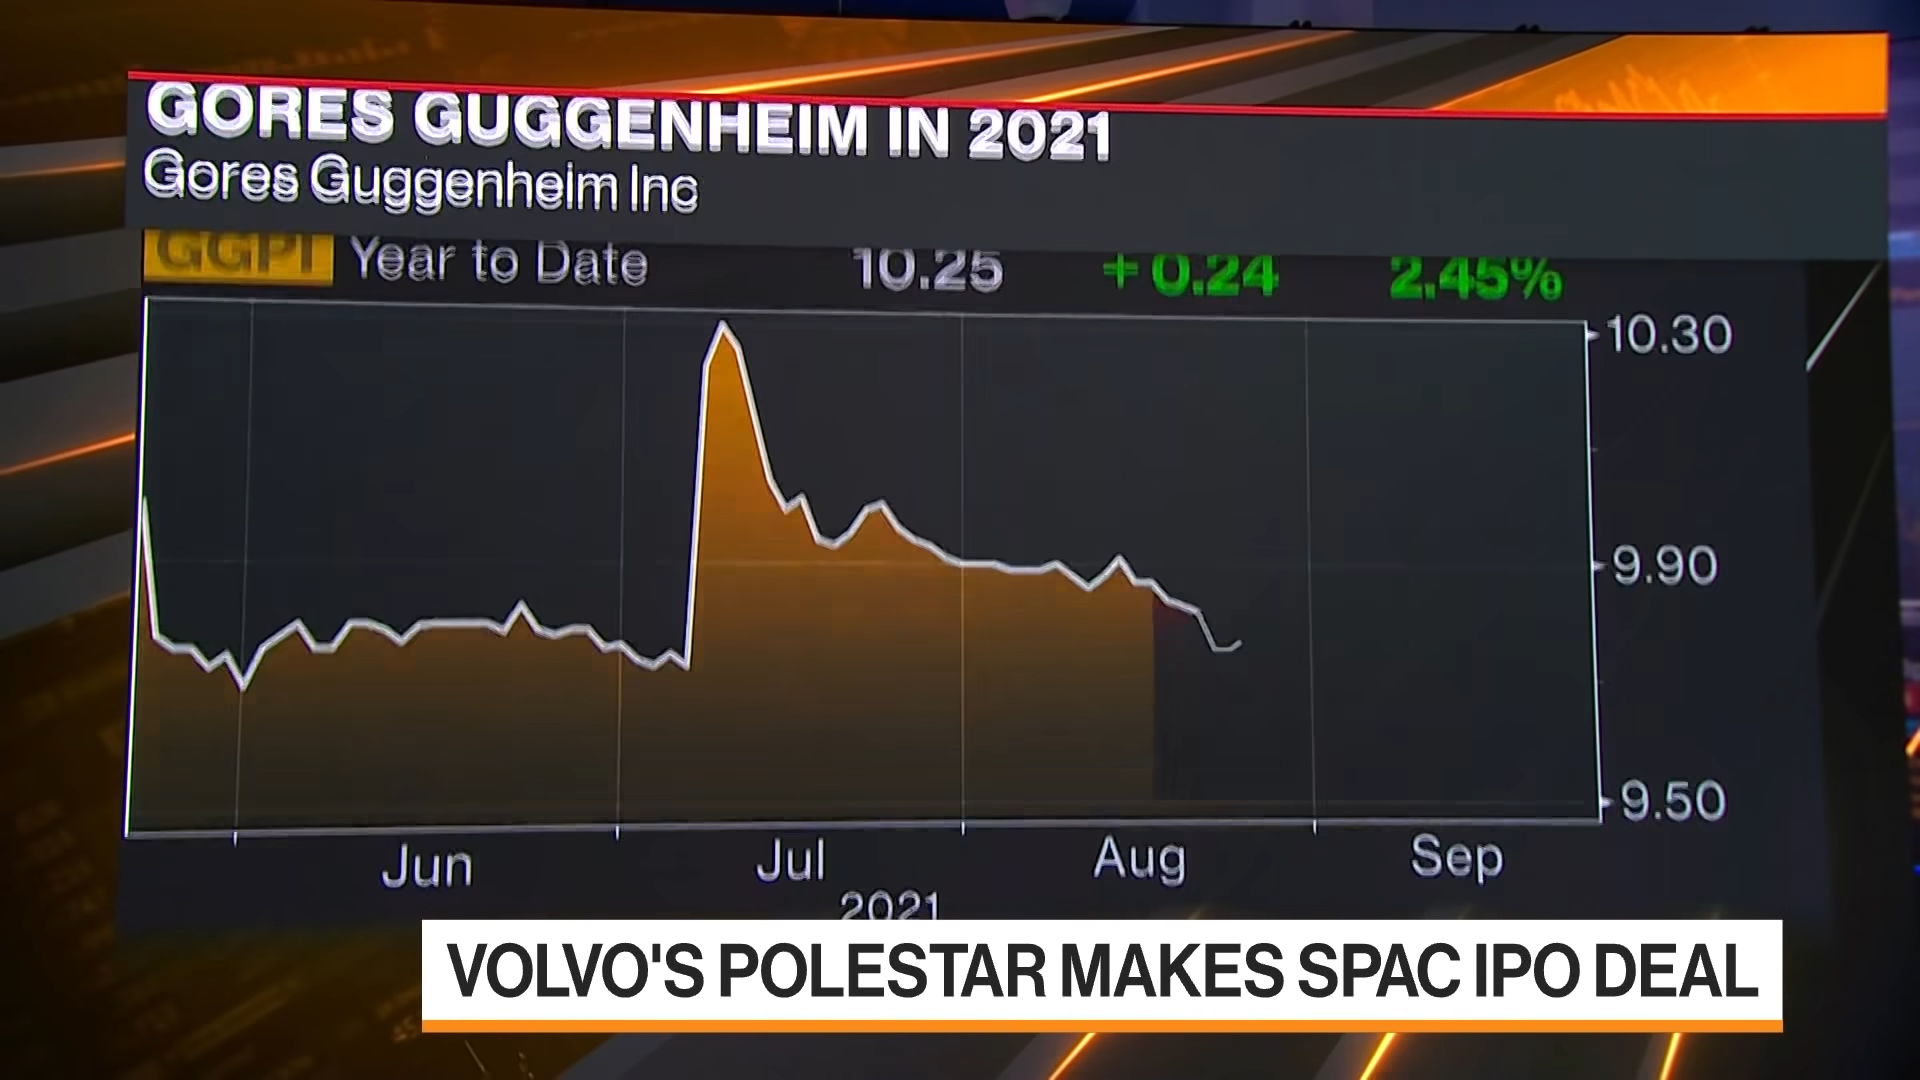 GORES GUGGENHEIM IN 2021
Gores Guggenheim Inc
GGPI Year to Date 10.25 +0.24 2.45%
10.30
9.90
9.50
Jun Jul Aug Sep
2021
VOLVO'S POLESTAR MAKES SPAC IPO DEAL